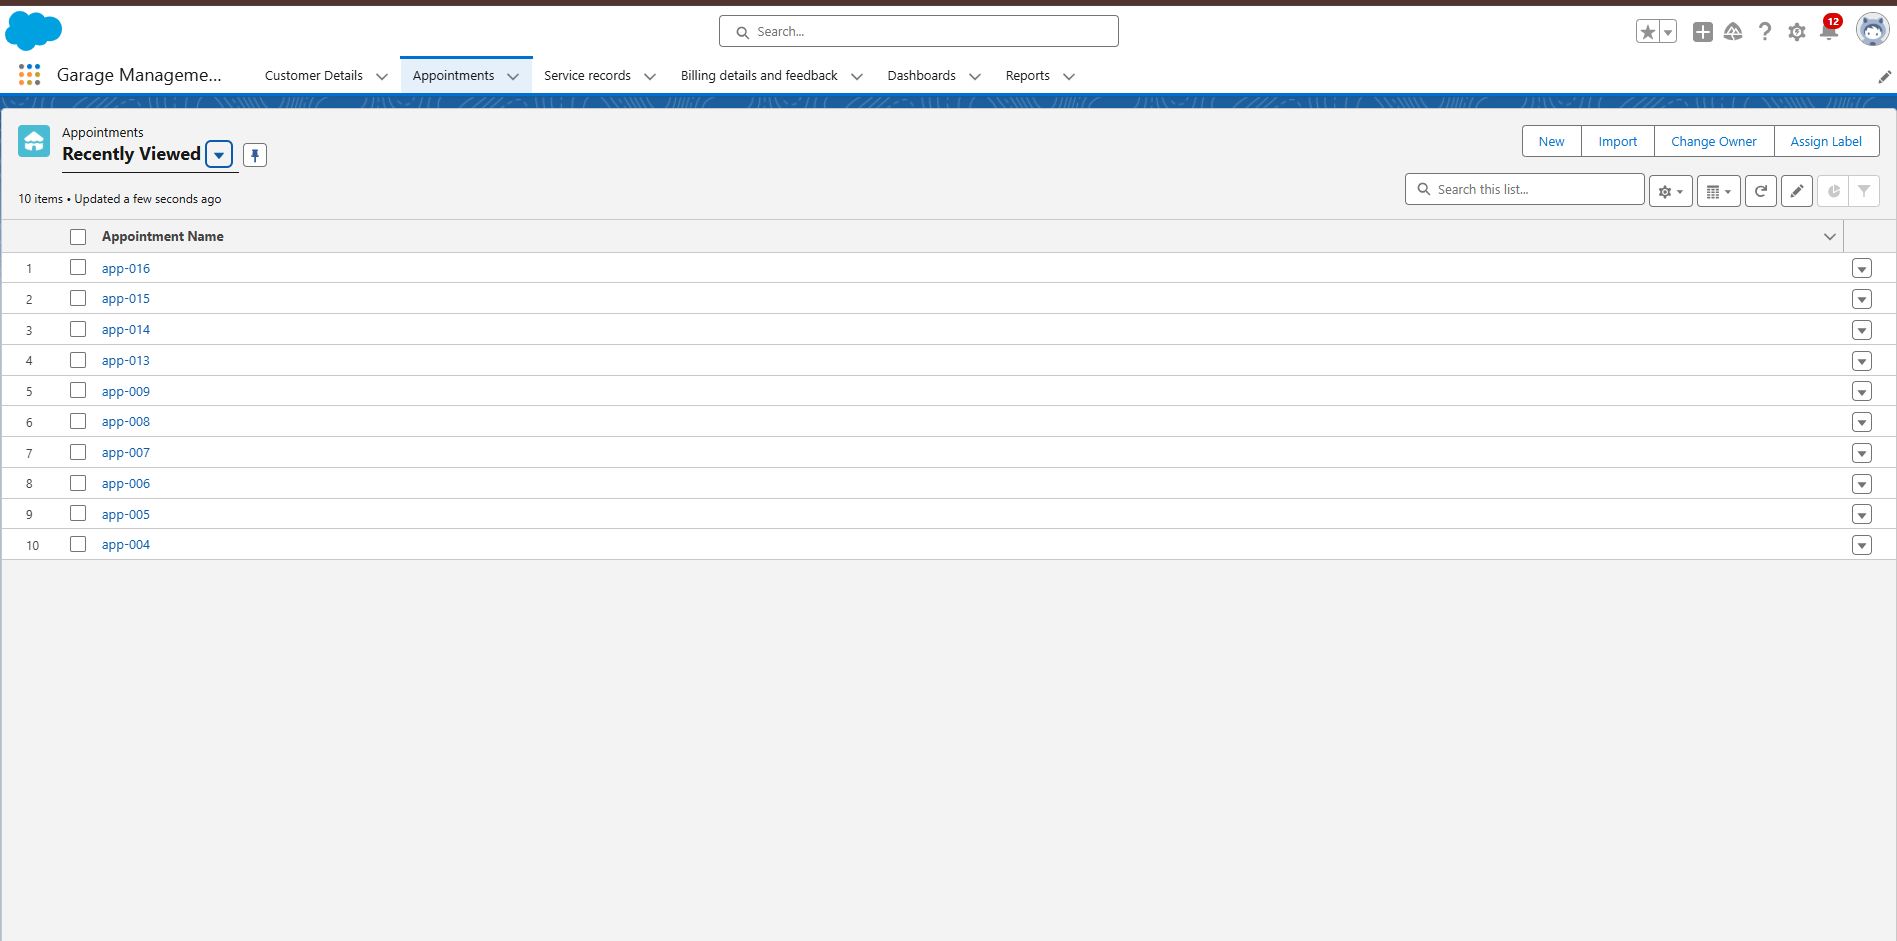 Search...
12
Garage Manageme...
Customer Details
Appointments
Service records
Billing details and feedback
Dashboards
Reports
Appointments
Recently Viewed
New
Import
Change Owner
Assign Label
10 items • Updated a few seconds ago
Search this list...
Appointment Name
1 app-016
2 app-015
3 app-014
4 app-013
5 app-009
6 app-008
7 app-007
8 app-006
9 app-005
10 app-004